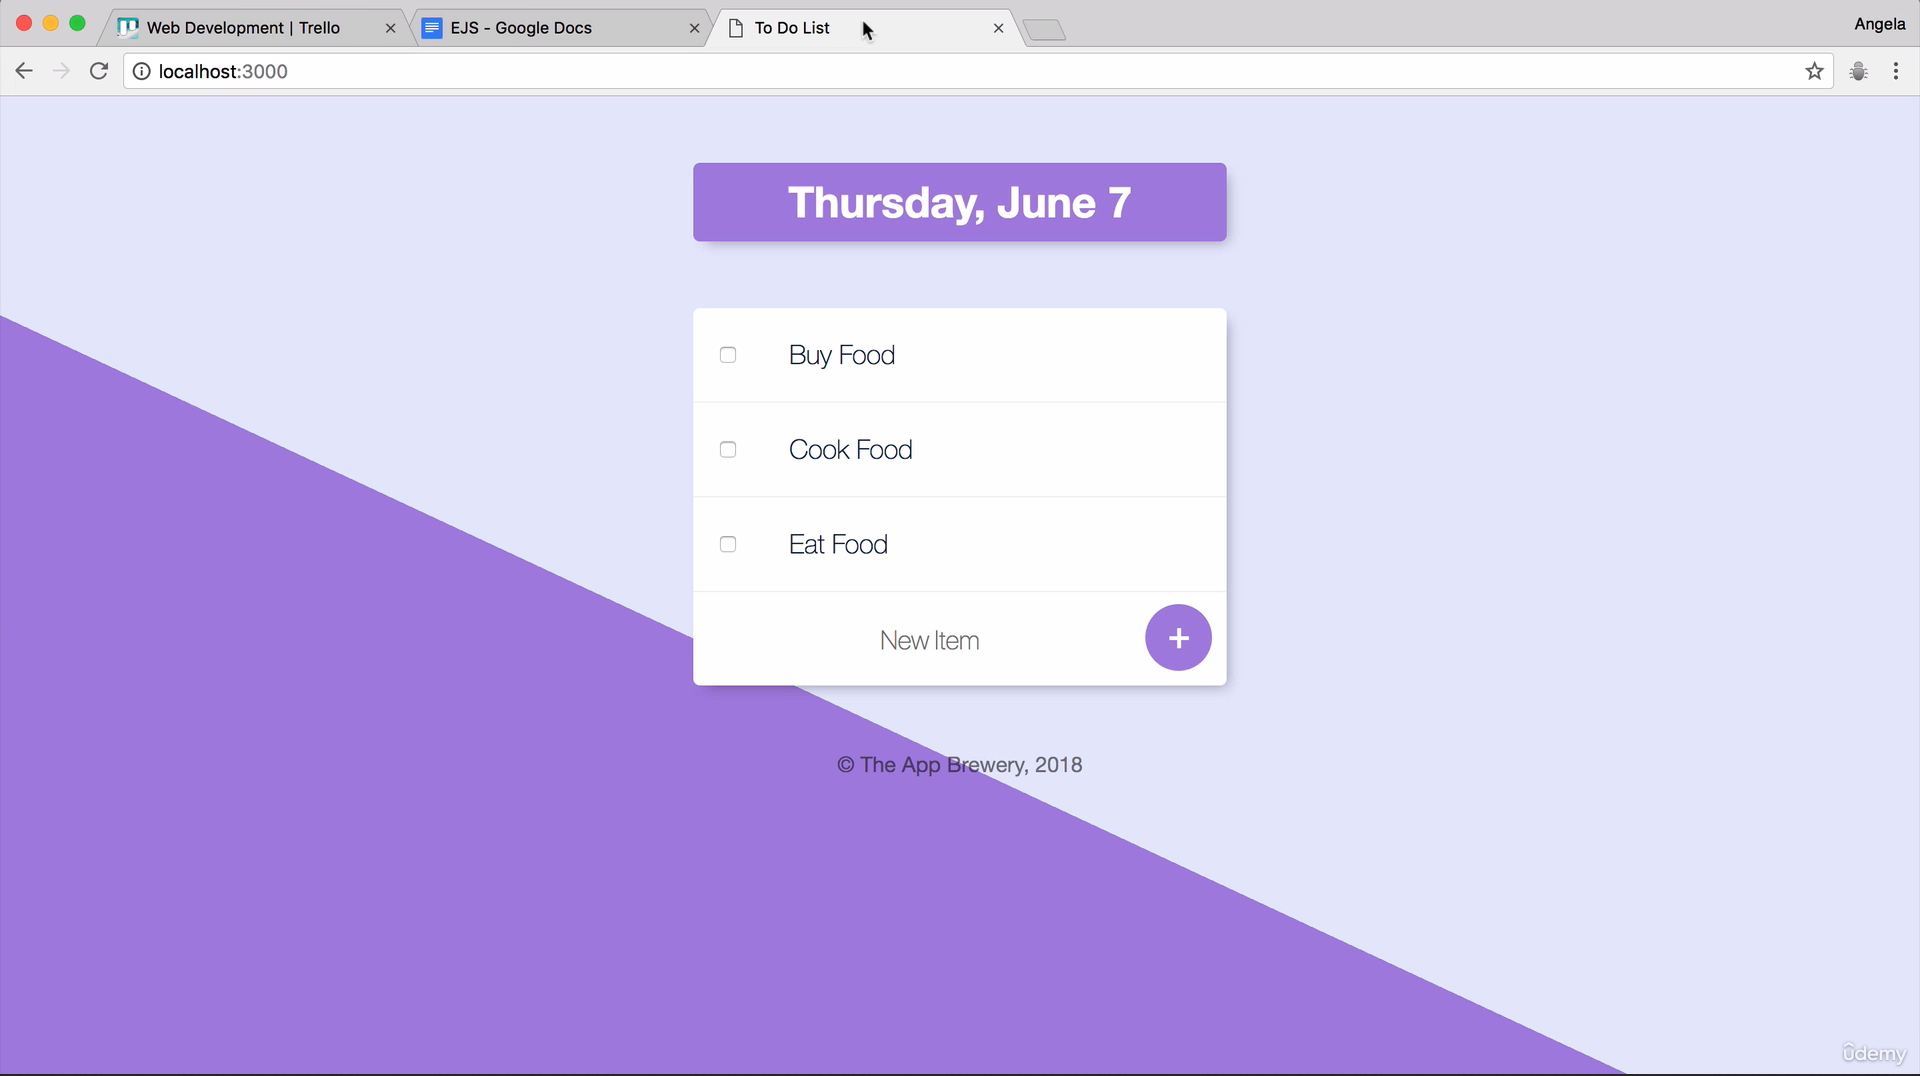 Web Development | Trello
EJS - Google Docs
To Do List
Angela
localhost:3000
Thursday, June 7
Buy Food
Cook Food
Eat Food
New Item
+
© The App Brewery, 2018
ûdemy